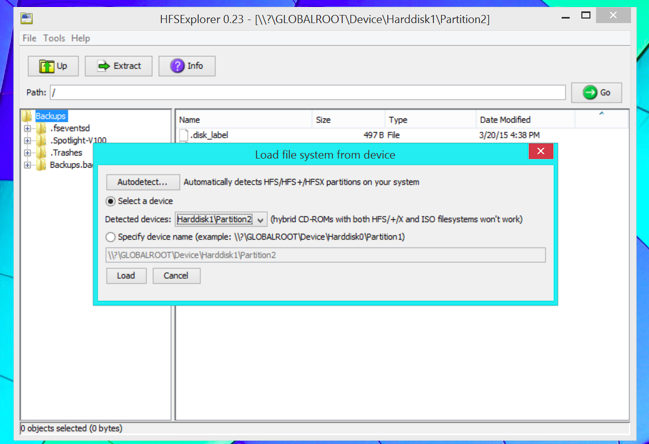 HFSExplorer 0.23 - [\\?\GLOBALROOT\Device\Harddisk1\Partition2]
File Tools Help
Up Extract Info
Path: / Go
Backups
.fseventsd
.Spotlight-V100
.Trashes
Backups.bac
Name Size Type Date Modified
.disk_label 497 B File 3/20/15 4:38 PM
Load file system from device
Autodetect... Automatically detects HFS/HFS+/HFSX partitions on your system
Select a device
Detected devices: Harddisk1\Partition2 (hybrid CD-ROMs with both HFS/+/X and ISO filesystems won't work)
Specify device name (example: \\?\GLOBALROOT\Device\Harddisk0\Partition1)
\\?\GLOBALROOT\Device\Harddisk1\Partition2
Load Cancel
0 objects selected (0 bytes)